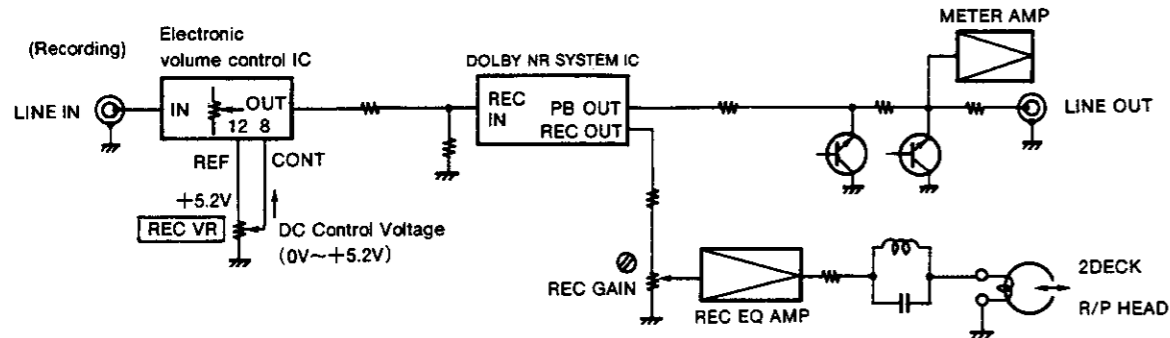 METER AMP
(Recording)
Electronic
volume control IC
DOLBY NR SYSTEM IC
LINE IN
IN
OUT
12 8
REC
IN
PB OUT
REC OUT
LINE OUT
REF
CONT
+5.2V
REC VR
DC Control Voltage
(0V~+5.2V)
REC GAIN
REC EQ AMP
2DECK
R/P HEAD